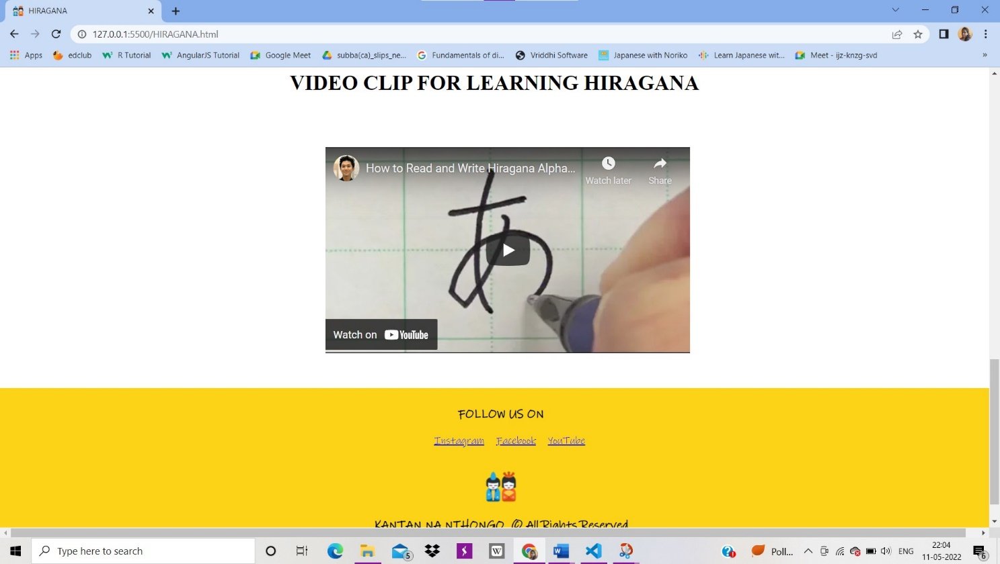 HIRAGANA
127.0.0.1:5500/HIRAGANA.html
Apps edclub R Tutorial AngularJS Tutorial Google Meet subba(ca)_slips_ne... Fundamentals of di... Vriddhi Software Japanese with Noriko Learn Japanese wit... Meet - ijz-knzg-svd »
VIDEO CLIP FOR LEARNING HIRAGANA
How to Read and Write Hiragana Alpha...
Watch later Share
あ
Watch on YouTube
FOLLOW US ON
Instagram Facebook YouTube
KANTAN NA NIHONGO © All Rights Reserved
Type here to search
5
W
Poll...
ENG
22:04
11-05-2022
6